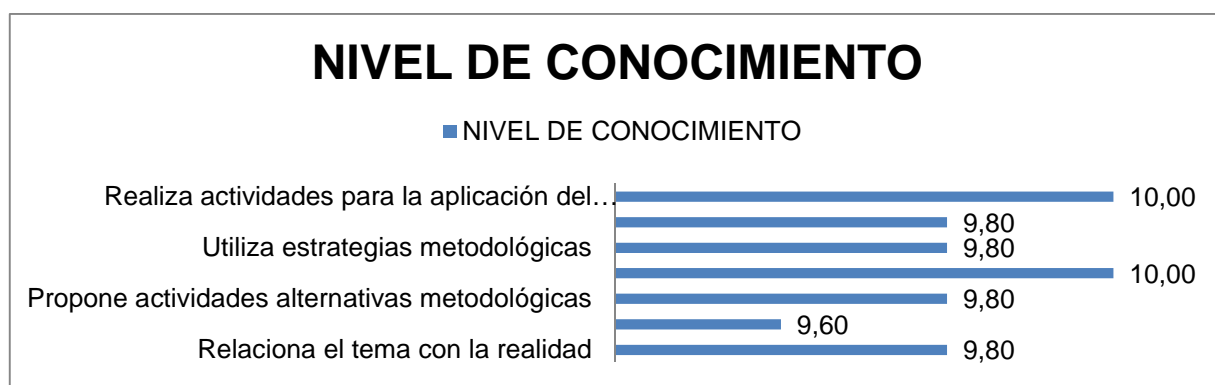 NIVEL DE CONOCIMIENTO
NIVEL DE CONOCIMIENTO
Realiza actividades para la aplicación del… 10,00
9,80
Utiliza estrategias metodológicas 9,80
10,00
Propone actividades alternativas metodológicas 9,80
9,60
Relaciona el tema con la realidad 9,80